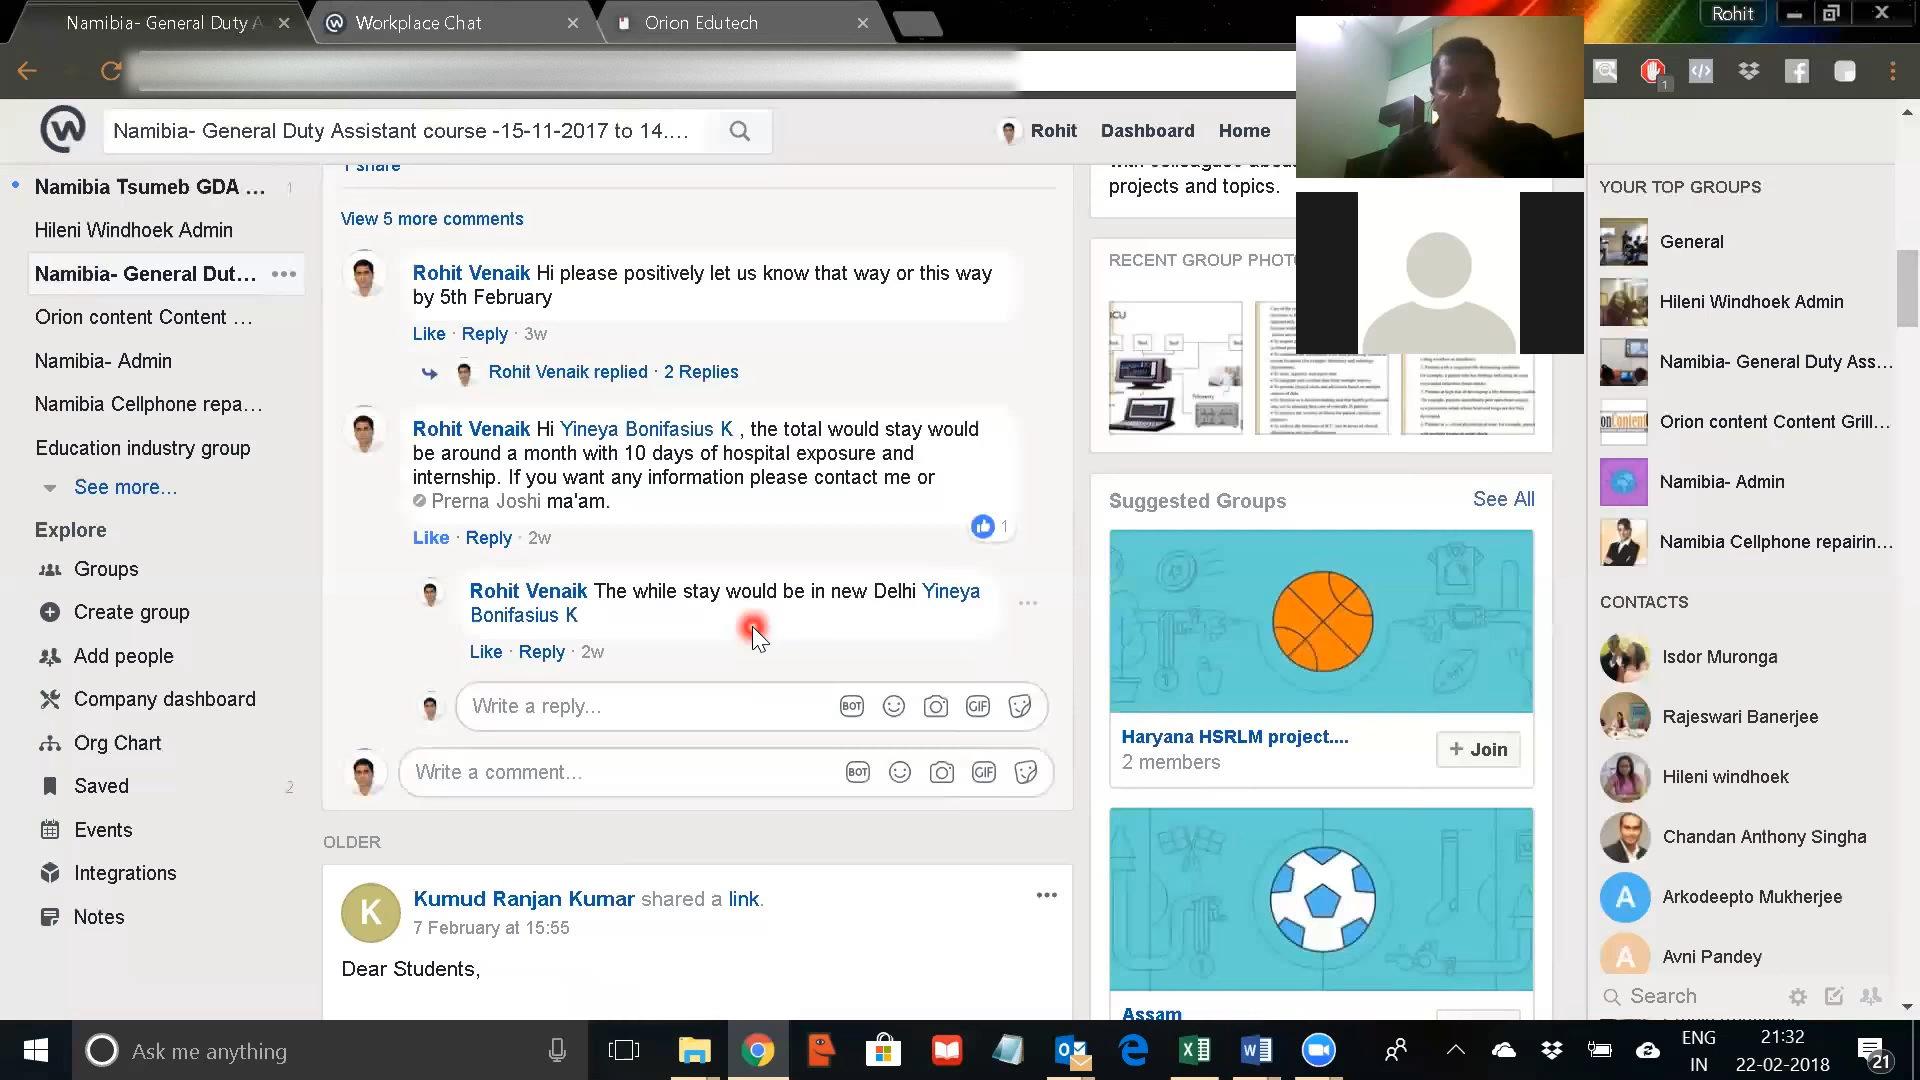 Namibia- General Duty A
Workplace Chat
Orion Edutech
Rohit
1
Namibia- General Duty Assistant course -15-11-2017 to 14....
Rohit
Dashboard
Home
Namibia Tsumeb GDA ...
1
Hileni Windhoek Admin
Namibia- General Dut...
Orion content Content ...
Namibia- Admin
Namibia Cellphone repa...
Education industry group
See more...
Explore
Groups
Create group
Add people
Company dashboard
Org Chart
Saved
2
Events
Integrations
Notes
1 share
View 5 more comments
Rohit Venaik Hi please positively let us know that way or this way
by 5th February
Like · Reply · 3w
Rohit Venaik replied · 2 Replies
Rohit Venaik Hi Yineya Bonifasius K , the total would stay would
be around a month with 10 days of hospital exposure and
internship. If you want any information please contact me or
Prerna Joshi ma'am.
1
Like · Reply · 2w
Rohit Venaik The while stay would be in new Delhi Yineya
Bonifasius K
Like · Reply · 2w
Write a reply...
BOT
GIF
Write a comment...
BOT
GIF
OLDER
K
Kumud Ranjan Kumar shared a link.
7 February at 15:55
Dear Students,
projects and topics.
RECENT GROUP PHOTO
ICU
Suggested Groups
See All
Haryana HSRLM project....
2 members
+ Join
Assam
YOUR TOP GROUPS
General
Hileni Windhoek Admin
Namibia- General Duty Ass...
Orion content Content Grill...
Namibia- Admin
Namibia Cellphone repairin...
CONTACTS
Isdor Muronga
Rajeswari Banerjee
Hileni windhoek
Chandan Anthony Singha
A
Arkodeepto Mukherjee
A
Avni Pandey
Search
Ask me anything
ENG
IN
21:32
22-02-2018
21